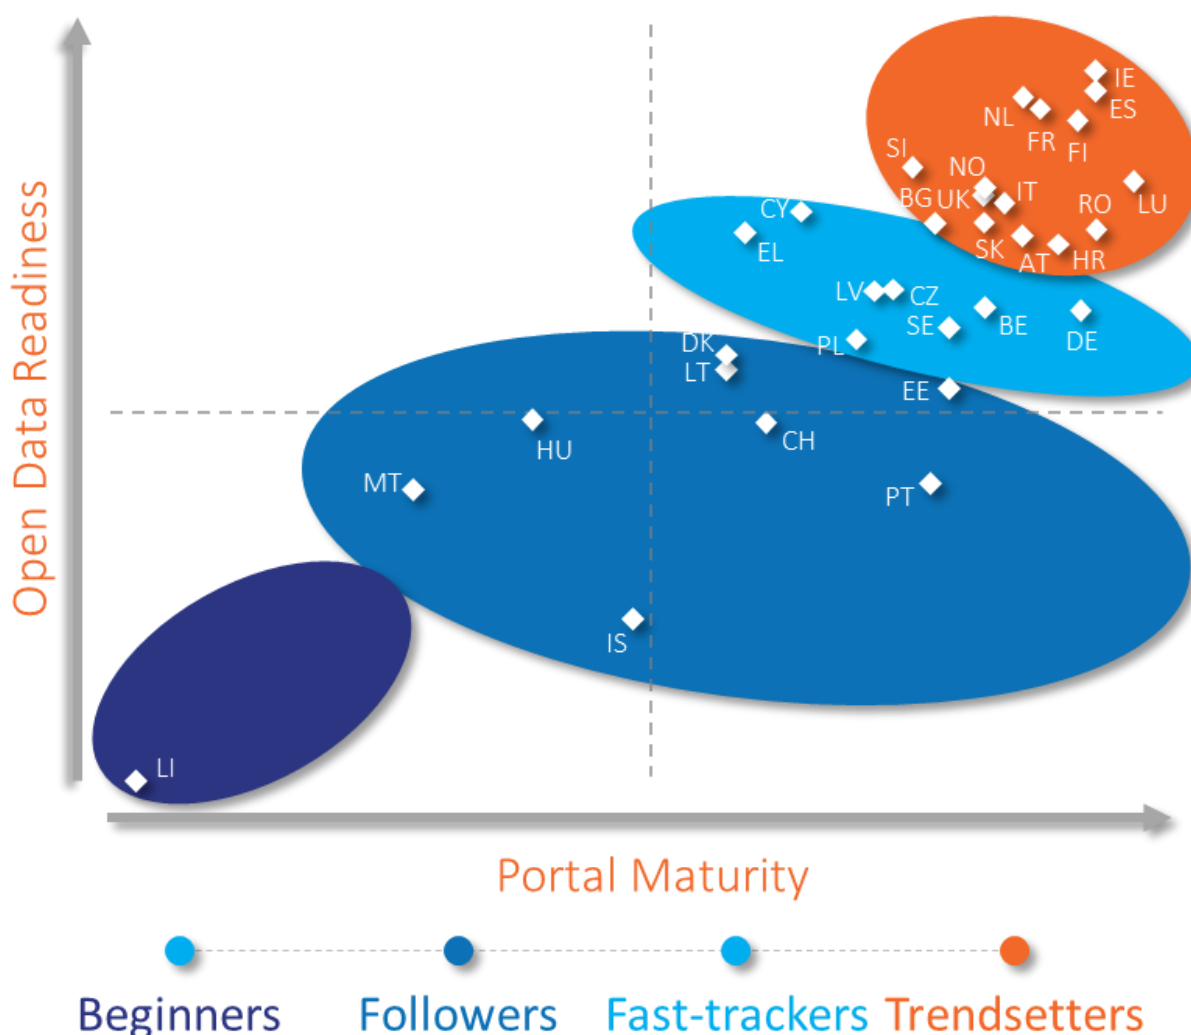 Open Data Readiness
IE
ES
NL
FR
FI
SI
NO
BG
UK
IT
RO
LU
SK
AT
HR
CY
EL
LV
CZ
SE
BE
DE
PL
DK
LT
EE
HU
CH
MT
PT
IS
LI
Portal Maturity
Beginners
Followers
Fast-trackers
Trendsetters